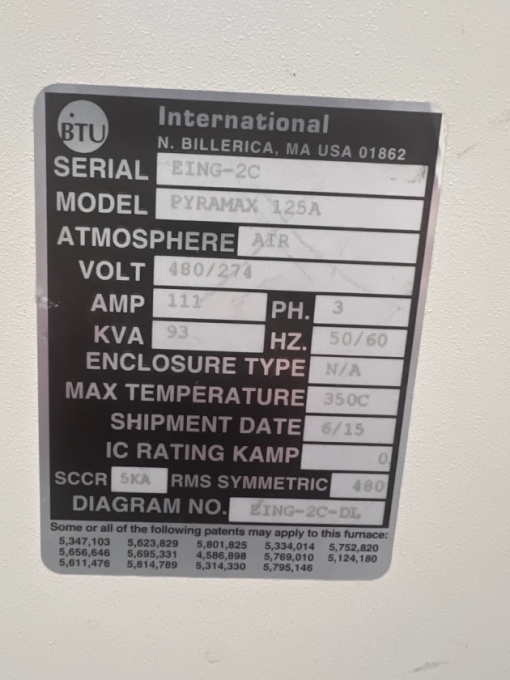 BTU International
N. BILLERICA, MA USA 01862
SERIAL EING-2C
MODEL PYRAMAX 125A
ATMOSPHERE AIR
VOLT 480/274
AMP 111 PH. 3
KVA 93 HZ. 50/60
ENCLOSURE TYPE N/A
MAX TEMPERATURE 350C
SHIPMENT DATE 6/15
IC RATING KAMP 0
SCCR 5KA RMS SYMMETRIC 480
DIAGRAM NO. EING-2C-DL
Some or all of the following patents may apply to this furnace:
5,347,103 5,623,829 5,801,825 5,334,014 5,752,820
5,656,646 5,695,331 4,586,898 5,769,010 5,124,180
5,611,476 5,814,789 5,314,330 5,795,146